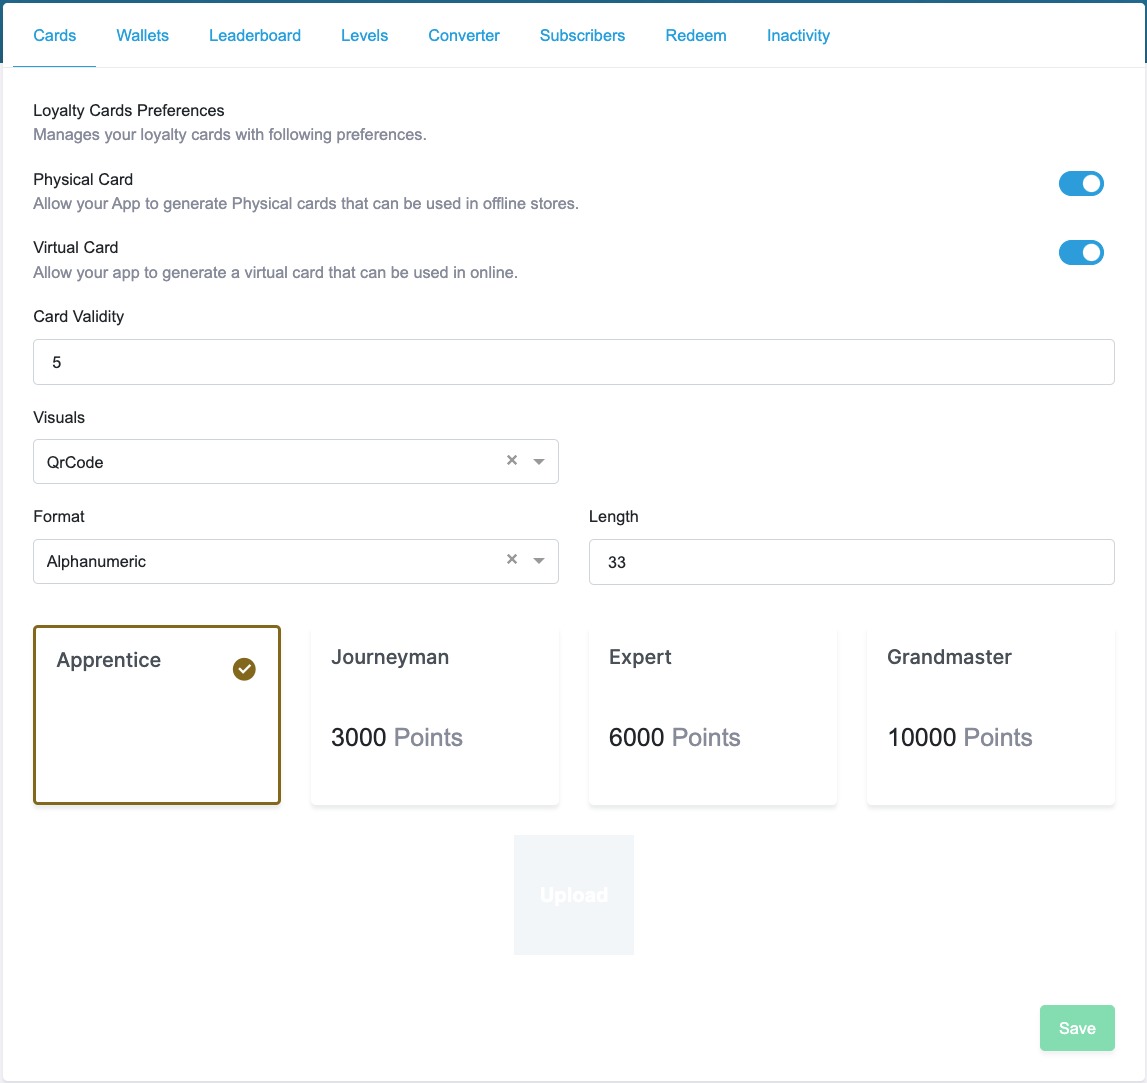 Cards Wallets Leaderboard Levels Converter Subscribers Redeem Inactivity
Loyalty Cards Preferences
Manages your loyalty cards with following preferences.
Physical Card
Allow your App to generate Physical cards that can be used in offline stores.
Virtual Card
Allow your app to generate a virtual card that can be used in online.
Card Validity
5
Visuals
QrCode
Format Length
Alphanumeric 33
Apprentice Journeyman Expert Grandmaster
3000 Points 6000 Points 10000 Points
Upload
Save